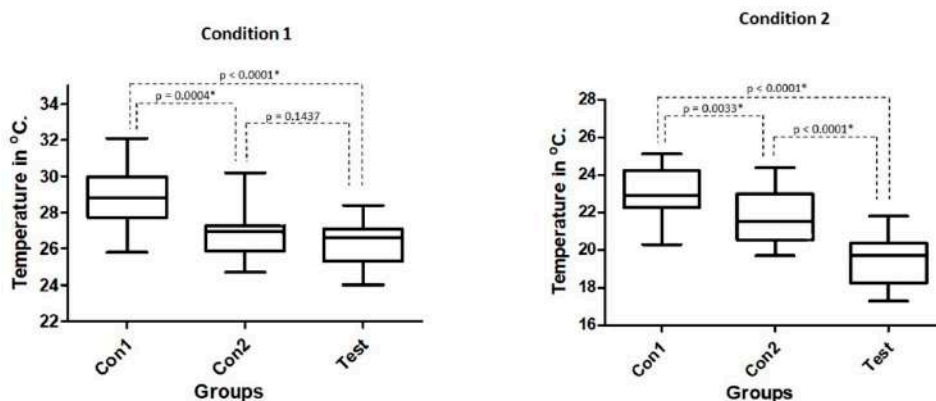 Condition 1
p < 0.0001*
p = 0.0004*
p = 0.1437
34
32
30
28
26
24
22
Temperature in °C.
Con1
Con2
Test
Groups
Condition 2
p < 0.0001*
p = 0.0033*
p < 0.0001*
28
26
24
22
20
18
16
Temperature in °C.
Con1
Con2
Test
Groups